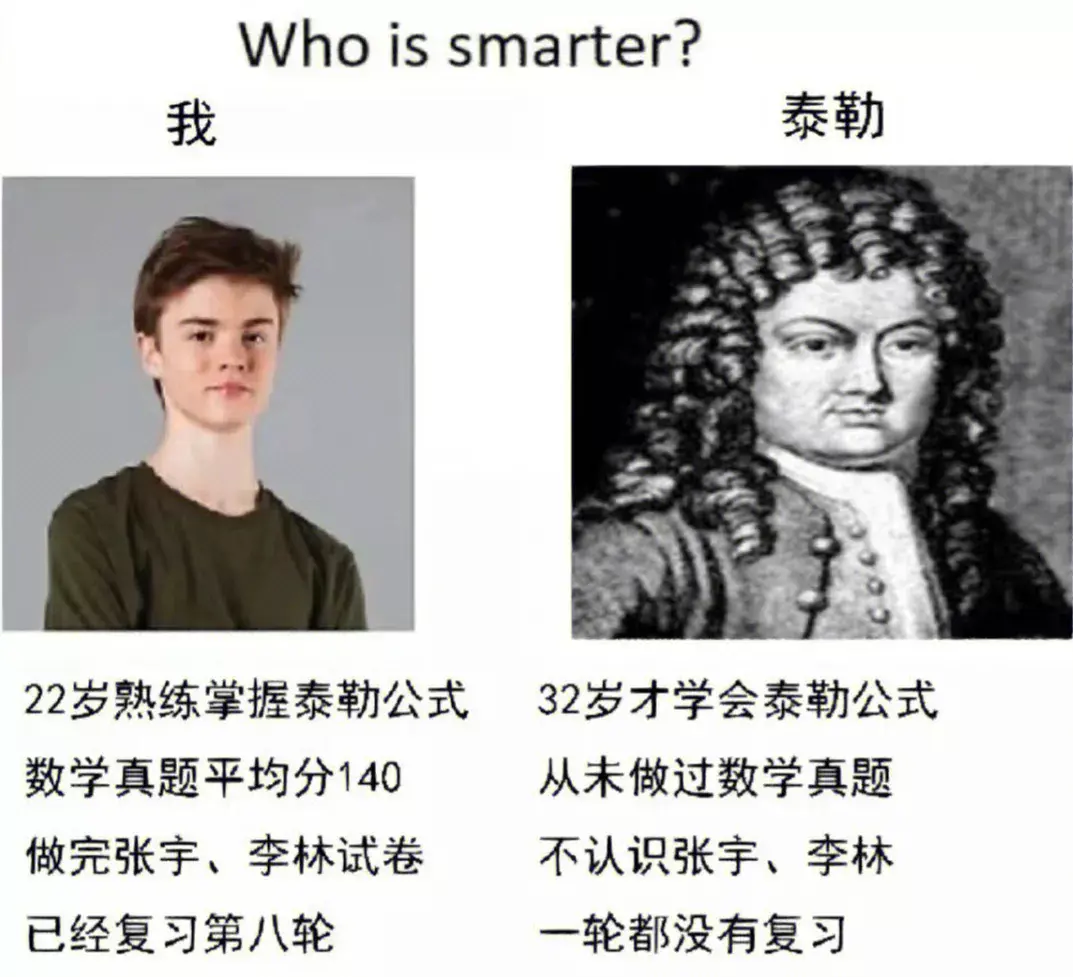 Who is smarter?
我
泰勒
22岁熟练掌握泰勒公式
数学真题平均分140
做完张宇、李林试卷
已经复习第八轮
32岁才学会泰勒公式
从未做过数学真题
不认识张宇、李林
一轮都没有复习